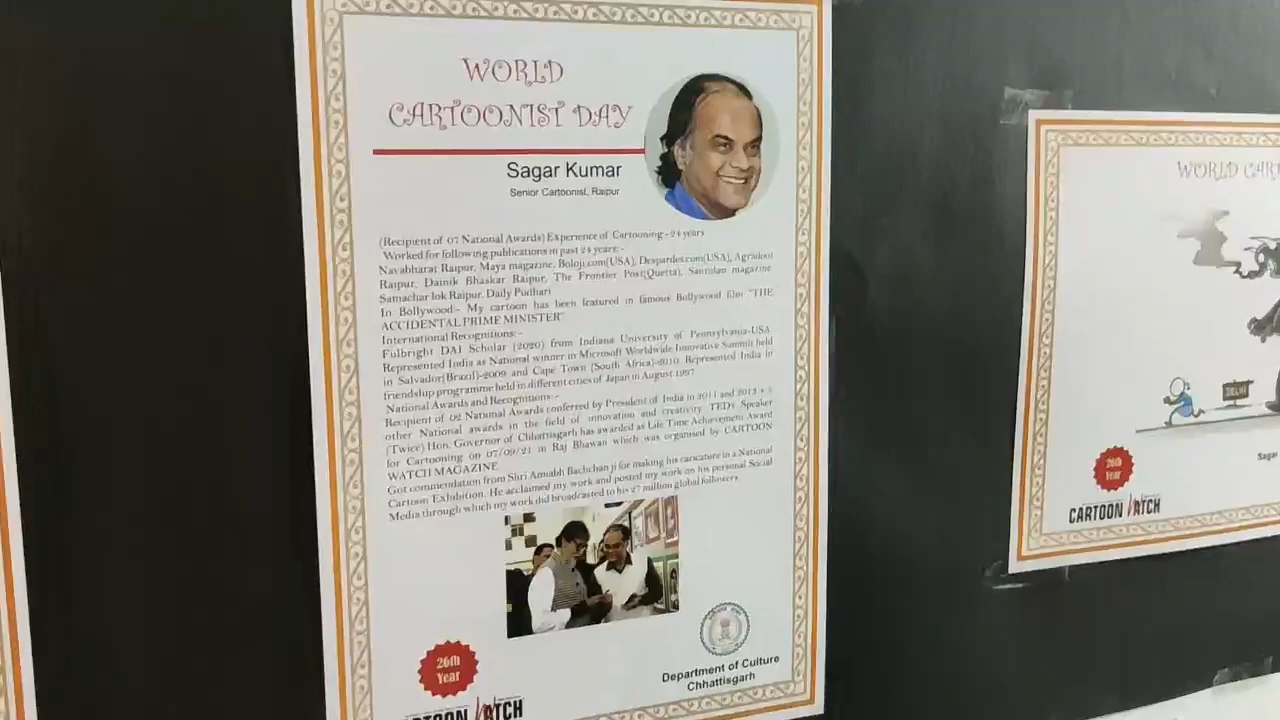 WORLD
CARTOONIST DAY
Sagar Kumar
Senior Cartoonist, Raipur
(Recipient of 07 National Awards) Experience of Cartooning - 24 years
Worked for following publications in past 24 years:-
Navabharat Raipur, Maya magazine, Boloji.com(USA), Despardes.com(USA), Agradoot
Raipur, Dainik Bhaskar Raipur, The Frontier Post(Quetta), Santulan magazine
Samachar lok Raipur, Daily Pudhari
In Bollywood:- My cartoon has been featured in famous Bollywood film "THE
ACCIDENTAL PRIME MINISTER"
International Recognitions:-
Fulbright DAI Scholar (2020) from Indiana University of Pennsylvania-USA
Represented India as National winner in Microsoft Worldwide Innovative Summit held
in Salvador(Brazil)-2009 and Cape Town (South Africa)-2010. Represented India in
friendship programme held in different cities of Japan in August 1997
National Awards and Recognitions:-
Recipient of 02 National Awards conferred by President of India in 2011 and 2013 + 5
other National awards in the field of innovation and creativity TEDx Speaker
(Twice) Hon. Governor of Chhattisgarh has awarded as Life Time Achievement Award
for Cartooning on 07/09/21 in Raj Bhawan which was organised by CARTOON
WATCH MAGAZINE
Got commendation from Shri Amitabh Bachchan ji for making his caricature in a National
Cartoon Exhibition. He acclaimed my work and posted my work on his personal Social
Media through which my work did broadcasted to his 27 million global followers
26th
Year
CARTOON WATCH
Department of Culture
Chhattisgarh
WORLD
DELHI
Sagar
26th
Year
CARTOON WATCH